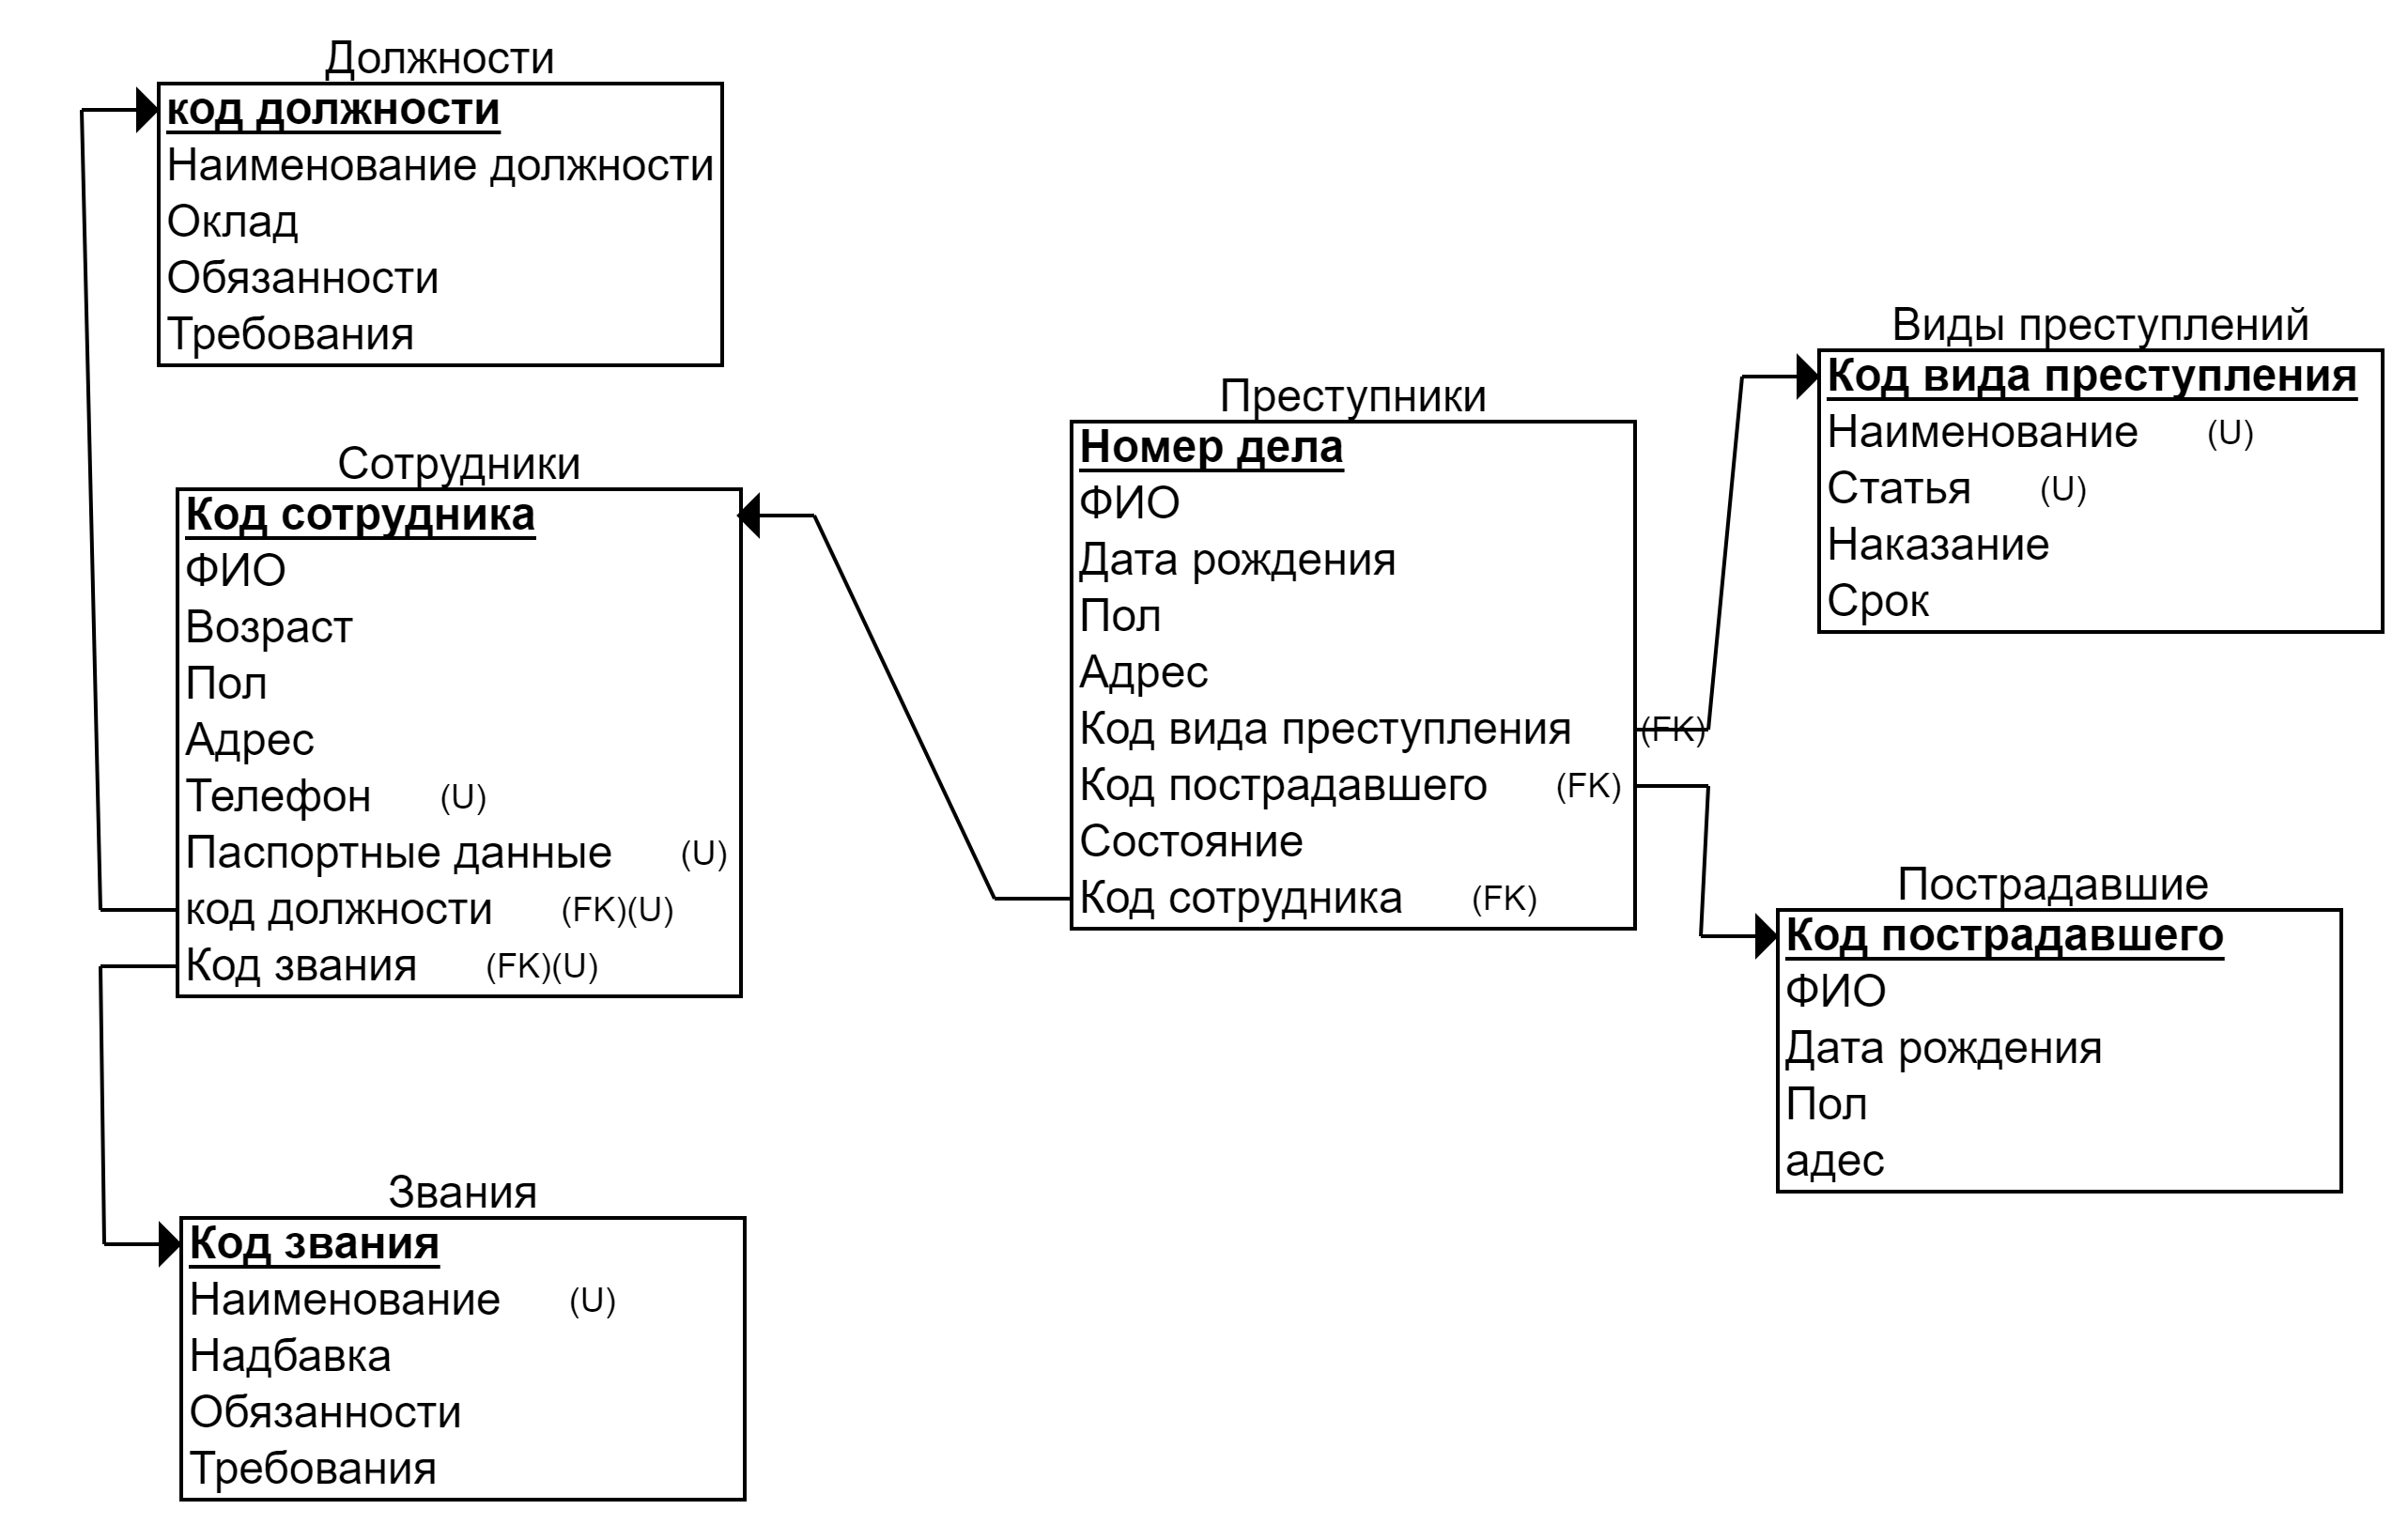 Должности
код должности
Наименование должности
Оклад
Обязанности
Требования
Сотрудники
Код сотрудника
ФИО
Возраст
Пол
Адрес
Телефон (U)
Паспортные данные (U)
код должности (FK)(U)
Код звания (FK)(U)
Звания
Код звания
Наименование (U)
Надбавка
Обязанности
Требования
Преступники
Номер дела
ФИО
Дата рождения
Пол
Адрес
Код вида преступления (FK)
Код пострадавшего (FK)
Состояние
Код сотрудника (FK)
Виды преступлений
Код вида преступления
Наименование (U)
Статья (U)
Наказание
Срок
Пострадавшие
Код пострадавшего
ФИО
Дата рождения
Пол
адес